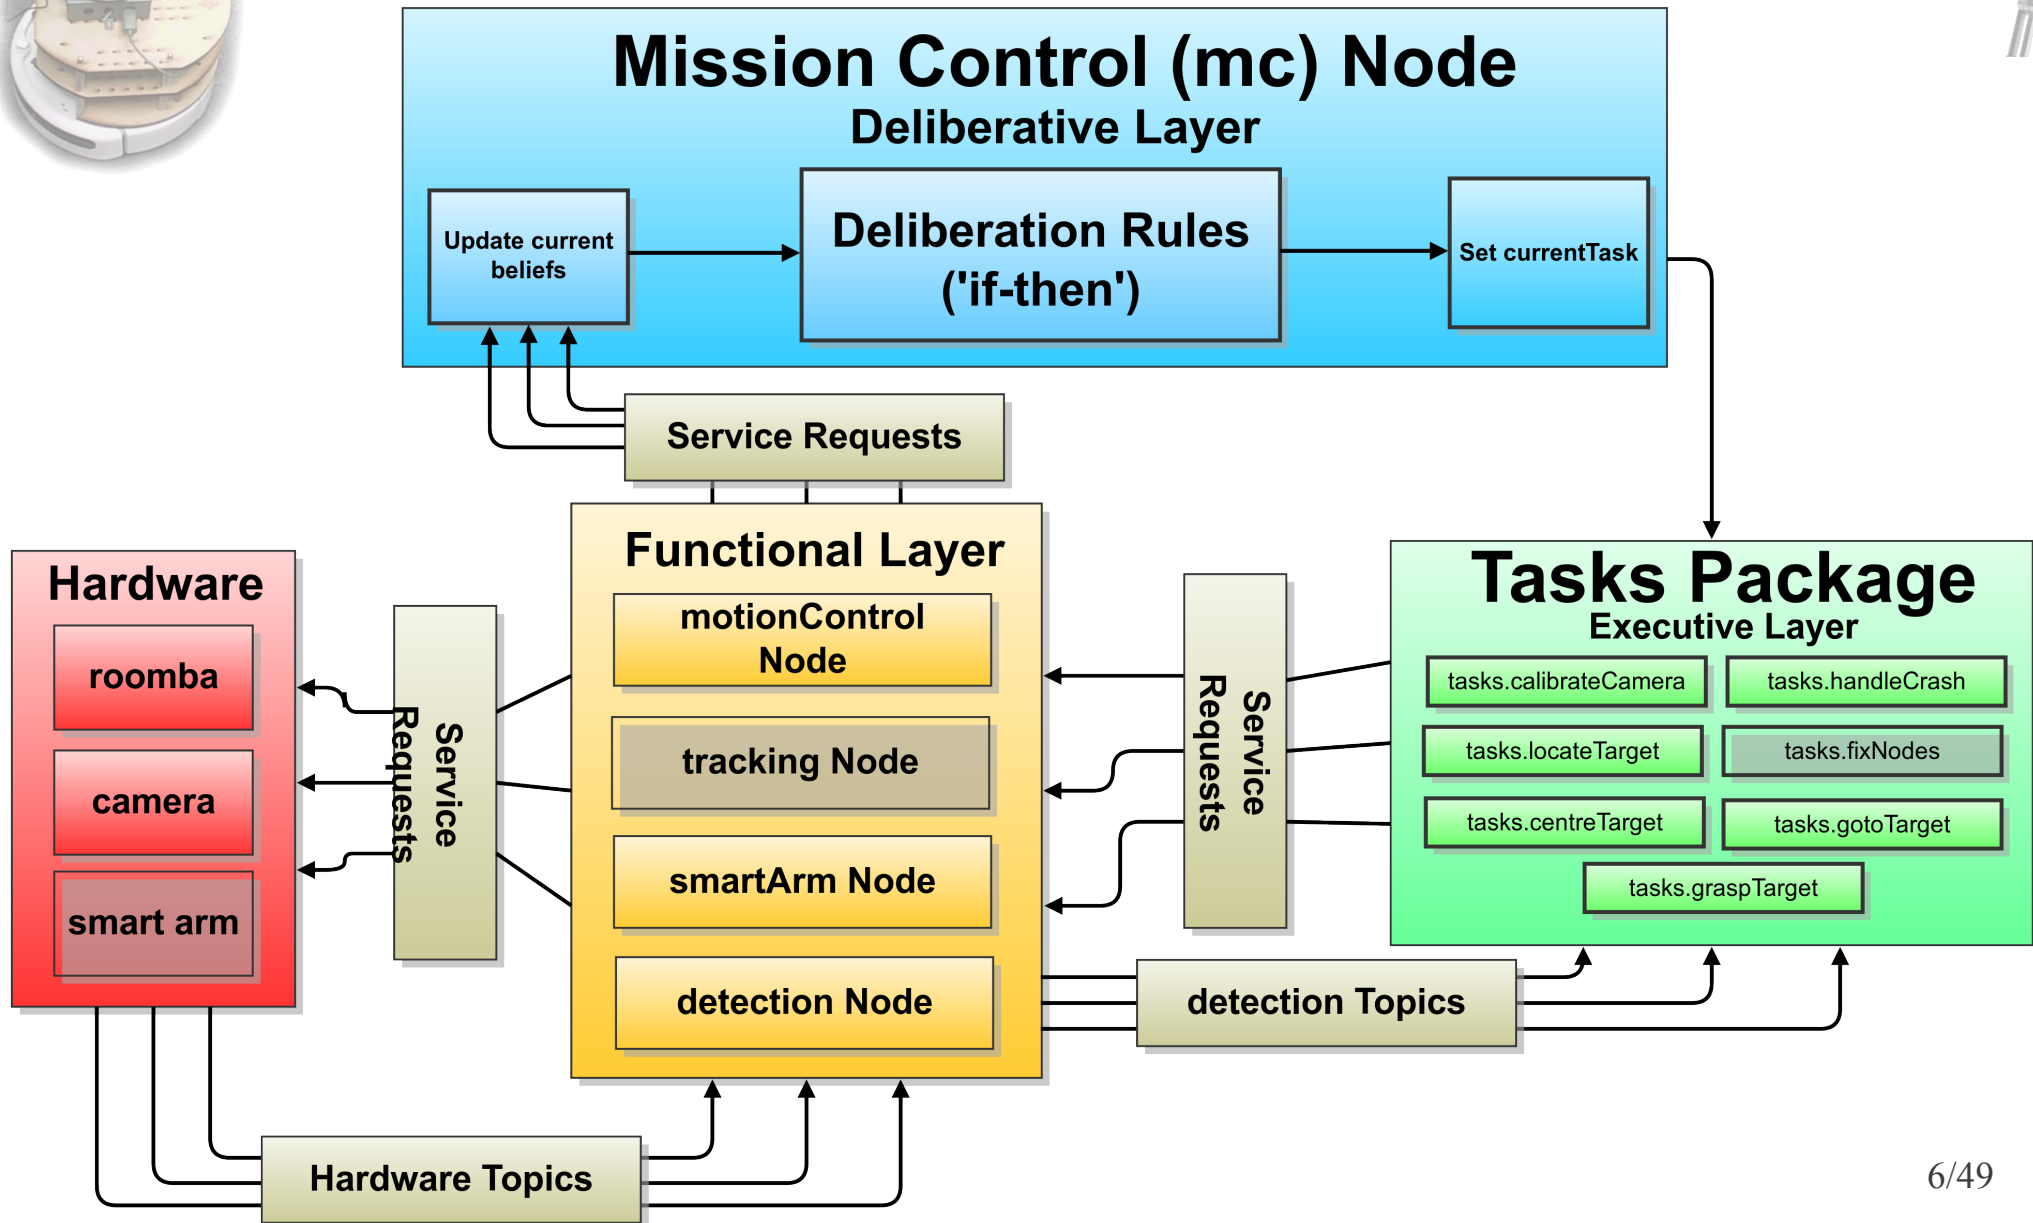 Mission Control (mc) Node
Deliberative Layer
Update current
beliefs
Deliberation Rules
('if-then')
Set currentTask
Service Requests
Functional Layer
motionControl
Node
tracking Node
smartArm Node
detection Node
Hardware
roomba
camera
smart arm
Service
Requests
Service
Requests
Tasks Package
Executive Layer
tasks.calibrateCamera
tasks.handleCrash
tasks.locateTarget
tasks.fixNodes
tasks.centreTarget
tasks.gotoTarget
tasks.graspTarget
detection Topics
Hardware Topics
6/49